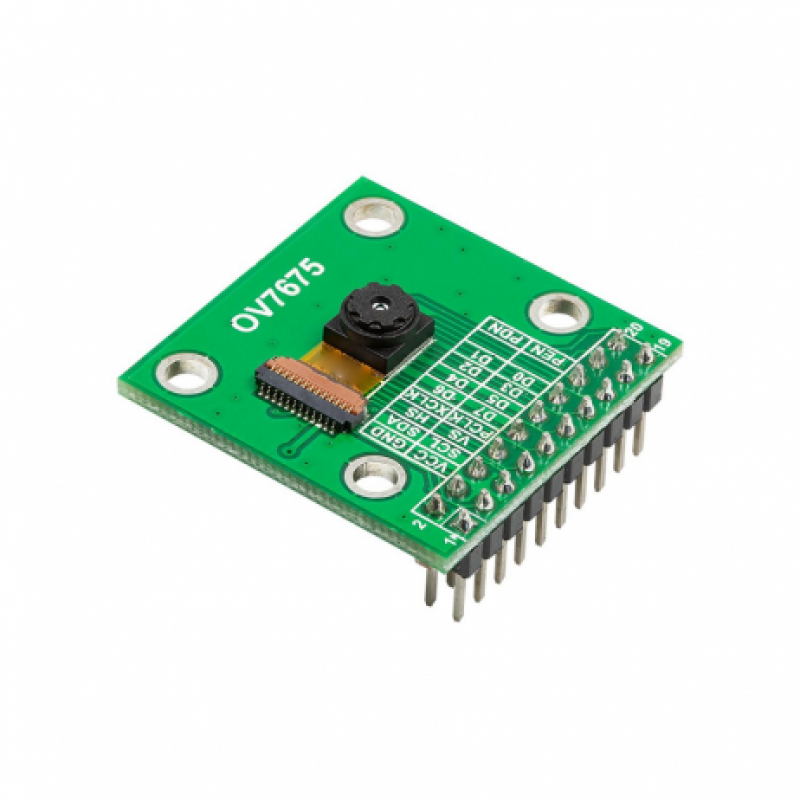 OV7675
PEN PDN
D0 D1
D3 D2
D5 D4
D7 D6
PCLK XCLK
VS HS
SCL SDA
VCC GND
20
19
2
1